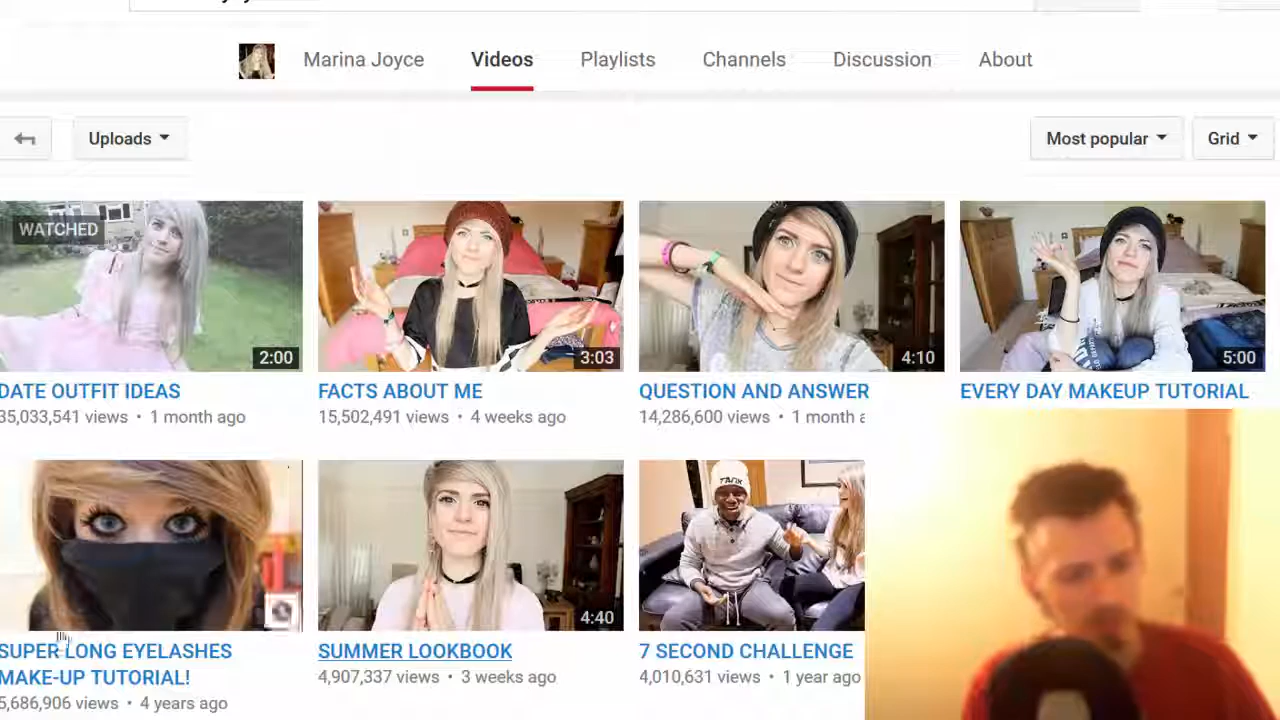 Marina Joyce Videos Playlists Channels Discussion About
Uploads Most popular Grid
WATCHED
2:00 3:03 4:10 5:00
DATE OUTFIT IDEAS FACTS ABOUT ME QUESTION AND ANSWER EVERY DAY MAKEUP TUTORIAL
35,033,541 views • 1 month ago 15,502,491 views • 4 weeks ago 14,286,600 views • 1 month a
4:40
SUPER LONG EYELASHES SUMMER LOOKBOOK 7 SECOND CHALLENGE
MAKE-UP TUTORIAL! 4,907,337 views • 3 weeks ago 4,010,631 views • 1 year ago
5,686,906 views • 4 years ago